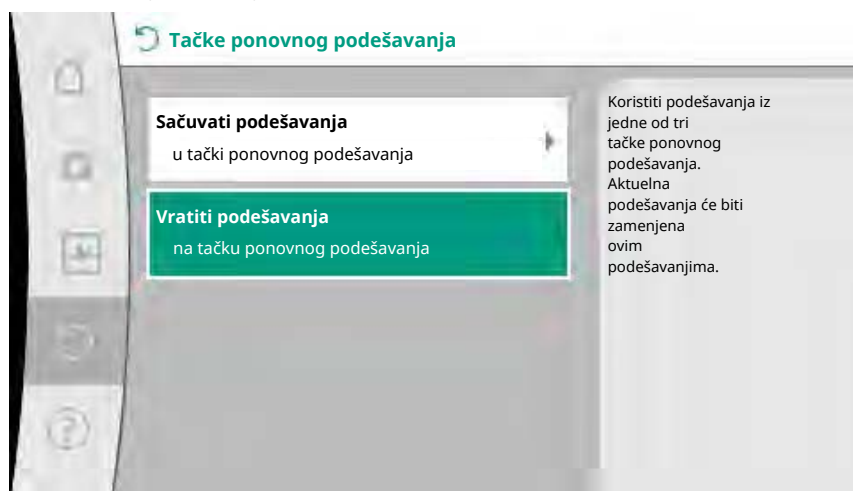 Tačke ponovnog podešavanja
Sačuvati podešavanja
u tački ponovnog podešavanja
Vratiti podešavanja
na tačku ponovnog podešavanja
Koristiti podešavanja iz
jedne od tri
tačke ponovnog
podešavanja.
Aktuelna
podešavanja će biti
zamenjena
ovim
podešavanjima.